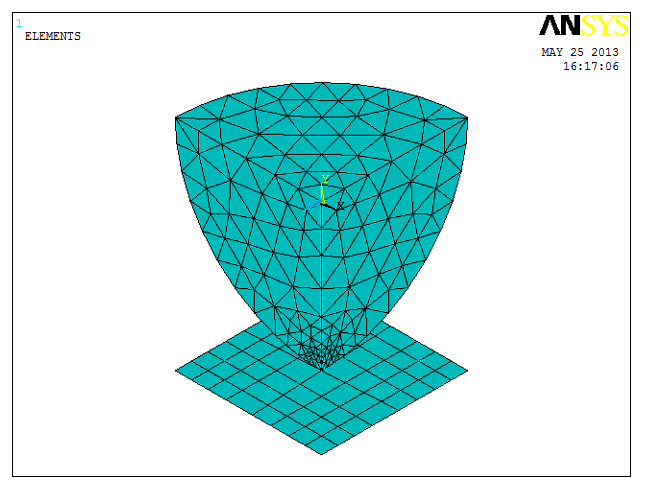 1
ELEMENTS
ANSYS
MAY 25 2013
16:17:06
Y
X